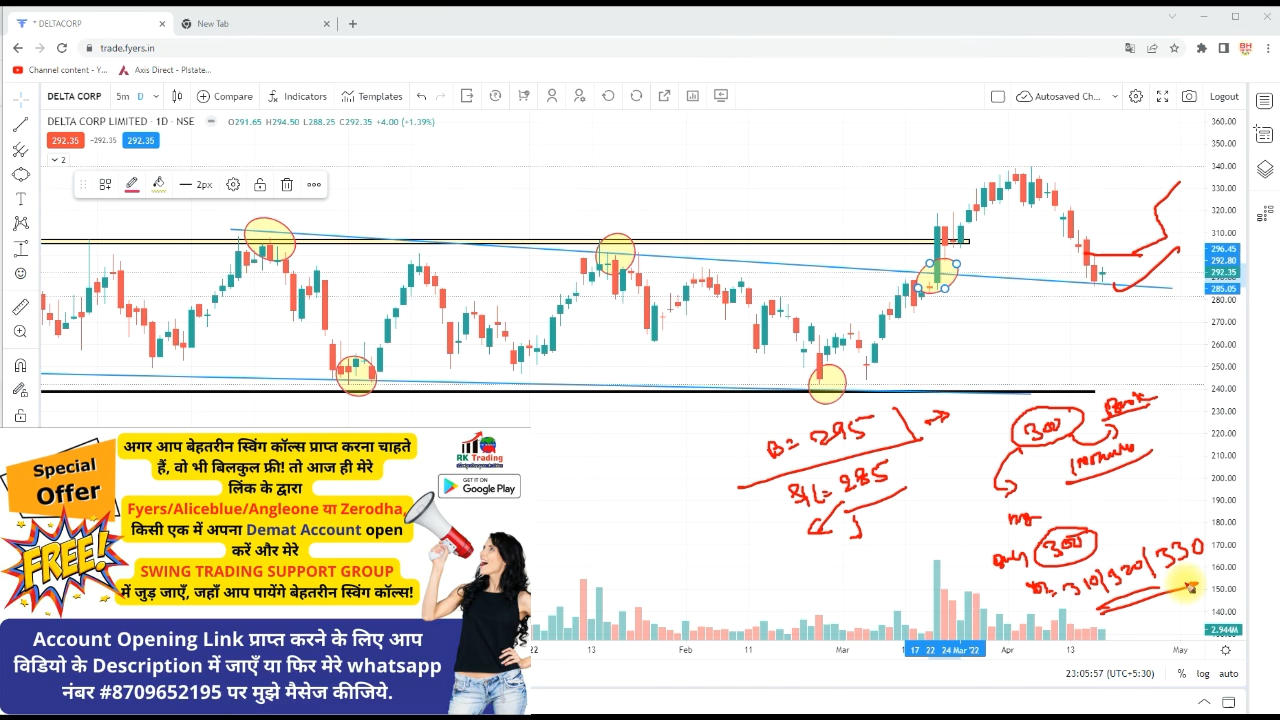 * DELTACORP
New Tab
trade.fyers.in
Channel content - Y...
Axis Direct - Plstate...
DELTA CORP 5m D Compare Indicators Templates Autosaved Ch... Logout
DELTA CORP LIMITED · 1D · NSE O291.65 H294.50 L288.25 C292.35 +4.00 (+1.39%)
292.35 −292.35 292.35
2
2px
360.00
350.00
340.00
330.00
320.00
310.00
296.45
292.80
292.35
285.05
280.00
270.00
260.00
250.00
240.00
230.00
220.00
210.00
200.00
190.00
180.00
170.00
160.00
150.00
140.00
2.944M
B = 295
S/L = 285
300
300
310/320/330
Special
Offer
FREE!
अगर आप बेहतरीन स्विंग कॉल्स प्राप्त करना चाहते
हैं, वो भी बिलकुल फ्री! तो आज ही मेरे
लिंक के द्वारा
Fyers/Aliceblue/Angleone या Zerodha,
किसी एक में अपना Demat Account open
करें और मेरे
SWING TRADING SUPPORT GROUP
में जुड़ जाएँ, जहाँ आप पायेंगे बेहतरीन स्विंग कॉल्स!
RK Trading
GET IT ON
Google Play
Account Opening Link प्राप्त करने के लिए आप
विडियो के Description में जाएँ या फिर मेरे whatsapp
नंबर #8709652195 पर मुझे मैसेज कीजिये.
13 Feb 11 Mar 17 22 24 Mar '22 Apr 13 May
23:05:57 (UTC+5:30) % log auto